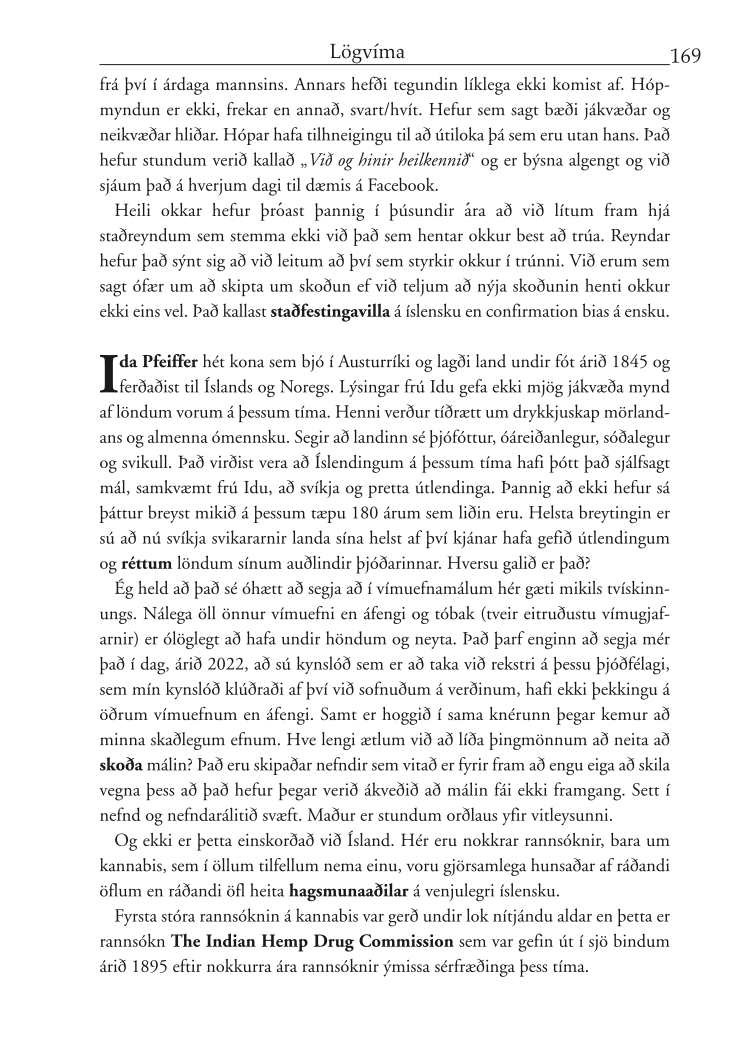 Lögvíma
169
frá því í árdaga mannsins. Annars hefði tegundin líklega ekki komist af. Hóp-
myndun er ekki, frekar en annað, svart/hvít. Hefur sem sagt bæði jákvæðar og
neikvæðar hliðar. Hópar hafa tilhneigingu til að útiloka þá sem eru utan hans. Það
hefur stundum verið kallað „Við og hinir heilkennið“ og er býsna algengt og við
sjáum það á hverjum degi til dæmis á Facebook.
Heili okkar hefur þróast þannig í þúsundir ára að við lítum fram hjá
staðreyndum sem stemma ekki við það sem hentar okkur best að trúa. Reyndar
hefur það sýnt sig að við leitum að því sem styrkir okkur í trúnni. Við erum sem
sagt ófær um að skipta um skoðun ef við teljum að nýja skoðunin henti okkur
ekki eins vel. Það kallast staðfestingavilla á íslensku en confirmation bias á ensku.
Ida Pfeiffer hét kona sem bjó í Austurríki og lagði land undir fót árið 1845 og
ferðaðist til Íslands og Noregs. Lýsingar frú Idu gefa ekki mjög jákvæða mynd
af löndum vorum á þessum tíma. Henni verður tíðrætt um drykkjuskap mörland-
ans og almenna ómennsku. Segir að landinn sé þjófóttur, óáreiðanlegur, sóðalegur
og svikull. Það virðist vera að Íslendingum á þessum tíma hafi þótt það sjálfsagt
mál, samkvæmt frú Idu, að svíkja og pretta útlendinga. Þannig að ekki hefur sá
þáttur breyst mikið á þessum tæpu 180 árum sem liðin eru. Helsta breytingin er
sú að nú svíkja svikararnir landa sína helst af því kjánar hafa gefið útlendingum
og réttum löndum sínum auðlindir þjóðarinnar. Hversu galið er það?
Ég held að það sé óhætt að segja að í vímuefnamálum hér gæti mikils tvískinn-
ungs. Nálega öll önnur vímuefni en áfengi og tóbak (tveir eitruðustu vímugjaf-
arnir) er ólöglegt að hafa undir höndum og neyta. Það þarf enginn að segja mér
það í dag, árið 2022, að sú kynslóð sem er að taka við rekstri á þessu þjóðfélagi,
sem mín kynslóð klúðraði af því við sofnuðum á verðinum, hafi ekki þekkingu á
öðrum vímuefnum en áfengi. Samt er hoggið í sama knérunn þegar kemur að
minna skaðlegum efnum. Hve lengi ætlum við að líða þingmönnum að neita að
skoða málin? Það eru skipaðar nefndir sem vitað er fyrir fram að engu eiga að skila
vegna þess að það hefur þegar verið ákveðið að málin fái ekki framgang. Sett í
nefnd og nefndarálitið svæft. Maður er stundum orðlaus yfir vitleysunni.
Og ekki er þetta einskorðað við Ísland. Hér eru nokkrar rannsóknir, bara um
kannabis, sem í öllum tilfellum nema einu, voru gjörsamlega hunsaðar af ráðandi
öflum en ráðandi öfl heita hagsmunaaðilar á venjulegri íslensku.
Fyrsta stóra rannsóknin á kannabis var gerð undir lok nítjándu aldar en þetta er
rannsókn The Indian Hemp Drug Commission sem var gefin út í sjö bindum
árið 1895 eftir nokkurra ára rannsóknir ýmissa sérfræðinga þess tíma.